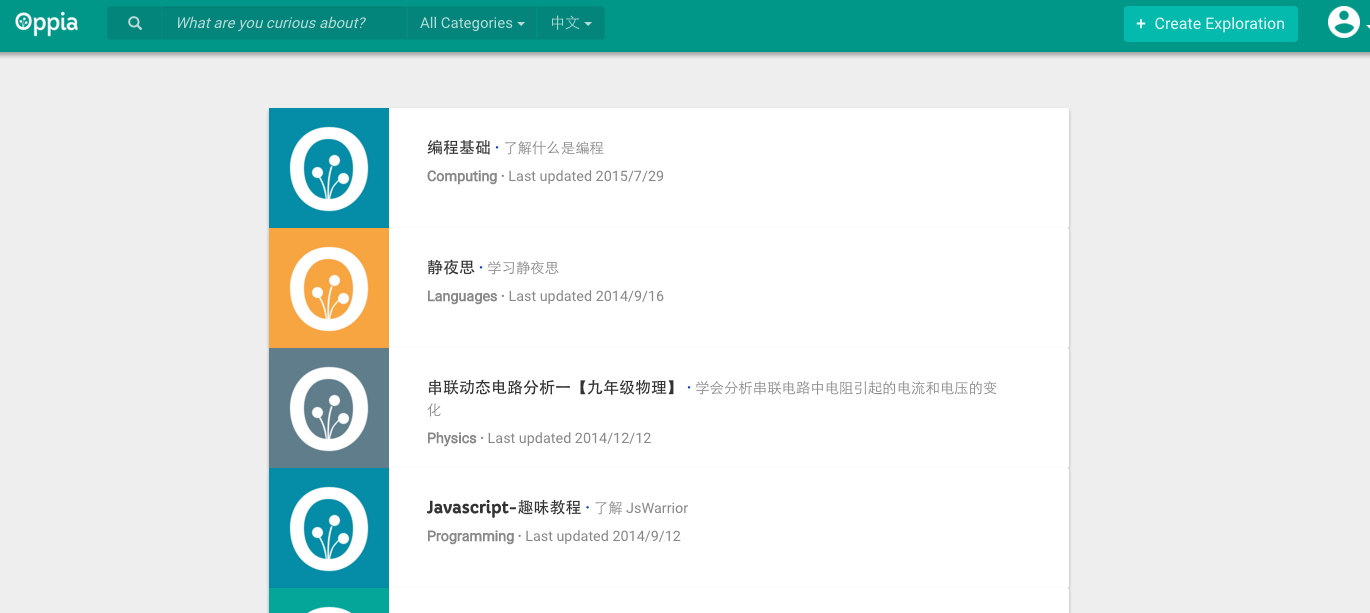 Oppia
What are you curious about?
All Categories
中文
+ Create Exploration
编程基础 · 了解什么是编程
Computing · Last updated 2015/7/29
静夜思 · 学习静夜思
Languages · Last updated 2014/9/16
串联动态电路分析一【九年级物理】 · 学会分析串联电路中电阻引起的电流和电压的变
化
Physics · Last updated 2014/12/12
Javascript-趣味教程 · 了解 JsWarrior
Programming · Last updated 2014/9/12